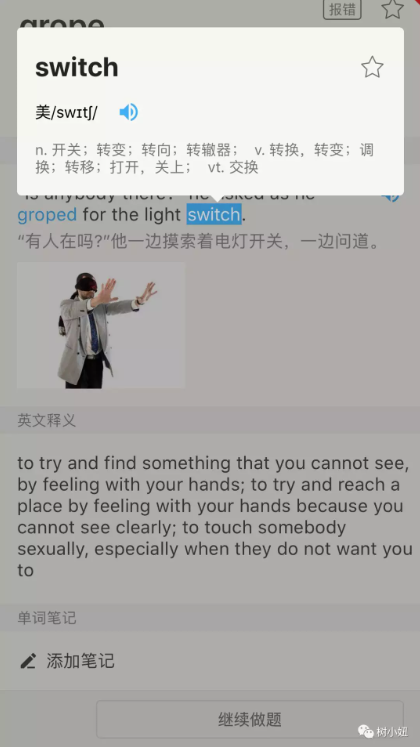 grope
报错
switch
美/swɪtʃ/
n. 开关；转变；转向；转辙器； v. 转换，转变；调
换；转移；打开，关上； vt. 交换
"Is anybody there?" he asked as he
groped for the light switch.
“有人在吗?”他一边摸索着电灯开关，一边问道。
英文释义
to try and find something that you cannot see,
by feeling with your hands; to try and reach a
place by feeling with your hands because you
cannot see clearly; to touch somebody
sexually, especially when they do not want you
to
单词笔记
添加笔记
继续做题
树小妞